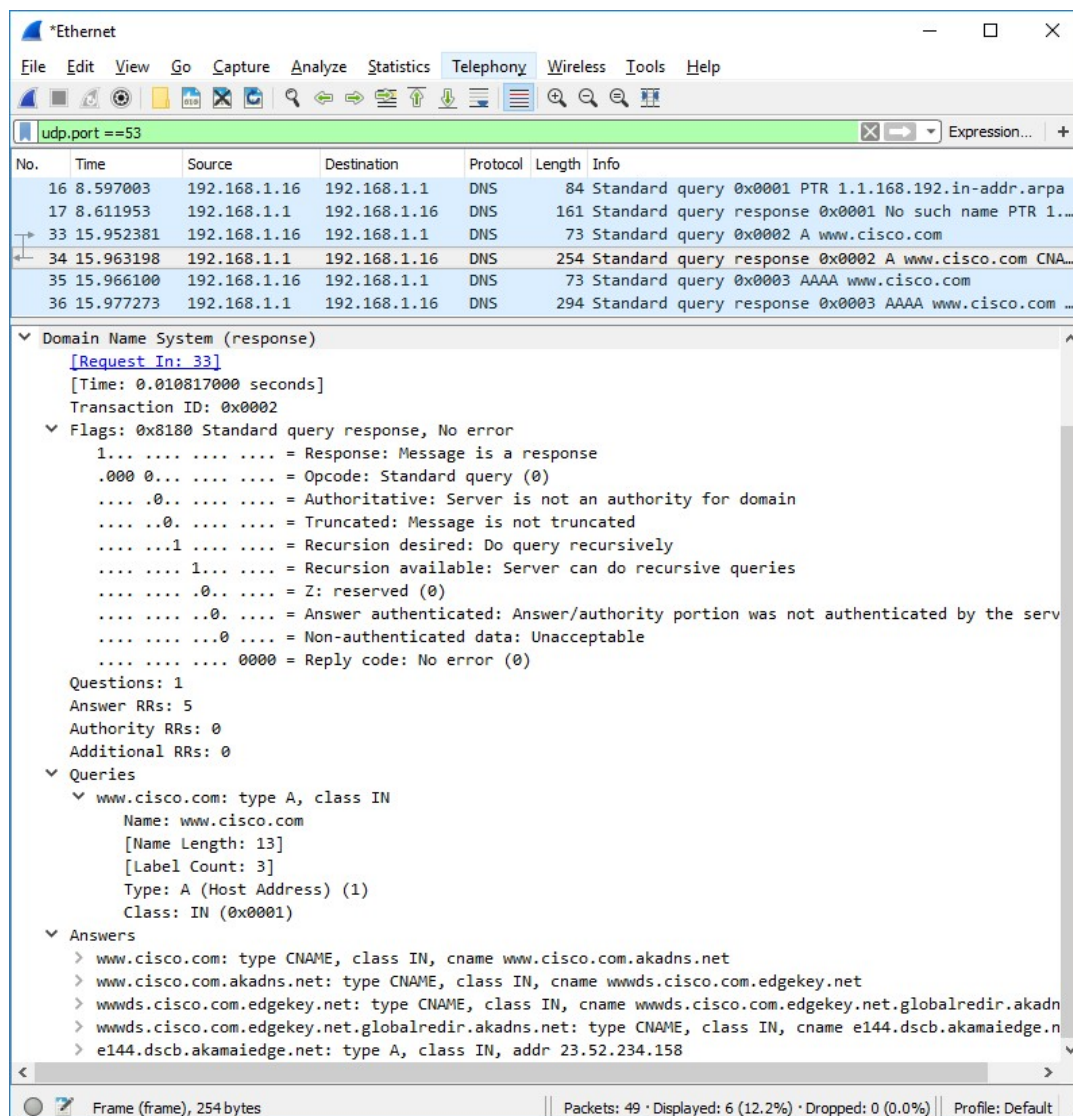 *Ethernet
File Edit View Go Capture Analyze Statistics Telephony Wireless Tools Help
udp.port ==53 Expression... +
No. Time Source Destination Protocol Length Info
16 8.597003 192.168.1.16 192.168.1.1 DNS 84 Standard query 0x0001 PTR 1.1.168.192.in-addr.arpa
17 8.611953 192.168.1.1 192.168.1.16 DNS 161 Standard query response 0x0001 No such name PTR 1.…
33 15.952381 192.168.1.16 192.168.1.1 DNS 73 Standard query 0x0002 A www.cisco.com
34 15.963198 192.168.1.1 192.168.1.16 DNS 254 Standard query response 0x0002 A www.cisco.com CNA…
35 15.966100 192.168.1.16 192.168.1.1 DNS 73 Standard query 0x0003 AAAA www.cisco.com
36 15.977273 192.168.1.1 192.168.1.16 DNS 294 Standard query response 0x0003 AAAA www.cisco.com …
Domain Name System (response)
[Request In: 33]
[Time: 0.010817000 seconds]
Transaction ID: 0x0002
Flags: 0x8180 Standard query response, No error
1... .... .... .... = Response: Message is a response
.000 0... .... .... = Opcode: Standard query (0)
.... .0.. .... .... = Authoritative: Server is not an authority for domain
.... ..0. .... .... = Truncated: Message is not truncated
.... ...1 .... .... = Recursion desired: Do query recursively
.... .... 1... .... = Recursion available: Server can do recursive queries
.... .... .0.. .... = Z: reserved (0)
.... .... ..0. .... = Answer authenticated: Answer/authority portion was not authenticated by the serv
.... .... ...0 .... = Non-authenticated data: Unacceptable
.... .... .... 0000 = Reply code: No error (0)
Questions: 1
Answer RRs: 5
Authority RRs: 0
Additional RRs: 0
Queries
www.cisco.com: type A, class IN
Name: www.cisco.com
[Name Length: 13]
[Label Count: 3]
Type: A (Host Address) (1)
Class: IN (0x0001)
Answers
www.cisco.com: type CNAME, class IN, cname www.cisco.com.akadns.net
www.cisco.com.akadns.net: type CNAME, class IN, cname wwwds.cisco.com.edgekey.net
wwwds.cisco.com.edgekey.net: type CNAME, class IN, cname wwwds.cisco.com.edgekey.net.globalredir.akadn
wwwds.cisco.com.edgekey.net.globalredir.akadns.net: type CNAME, class IN, cname e144.dscb.akamaiedge.n
e144.dscb.akamaiedge.net: type A, class IN, addr 23.52.234.158
Frame (frame), 254 bytes Packets: 49 · Displayed: 6 (12.2%) · Dropped: 0 (0.0%) Profile: Default